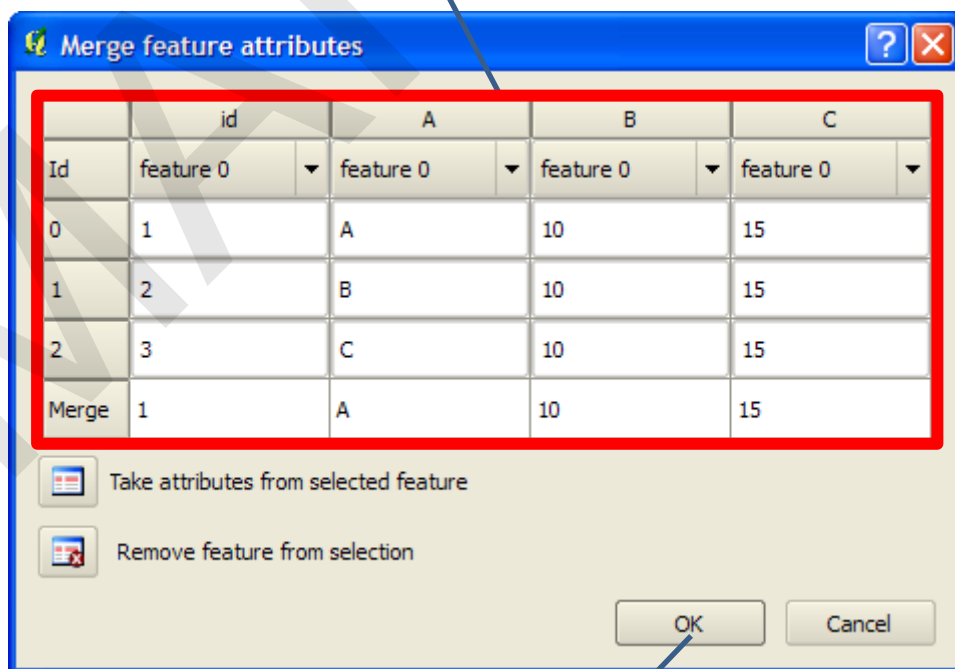 Merge feature attributes
id A B C
Id feature 0 feature 0 feature 0 feature 0
0 1 A 10 15
1 2 B 10 15
2 3 C 10 15
Merge 1 A 10 15
Take attributes from selected feature
Remove feature from selection
OK Cancel